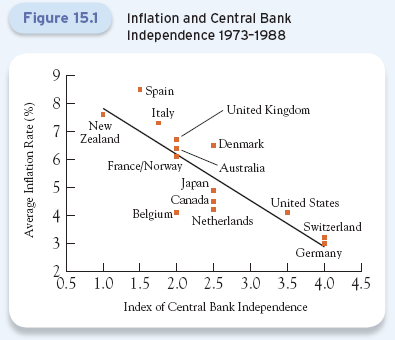 Figure 15.1
Inflation and Central Bank
Independence 1973–1988
Average Inflation Rate (%)
9
8
7
6
5
4
3
2
Spain
Italy
United Kingdom
New
Zealand
Denmark
France/Norway
Australia
Japan
Canada
Belgium
Netherlands
United States
Switzerland
Germany
0.5 1.0 1.5 2.0 2.5 3.0 3.5 4.0 4.5
Index of Central Bank Independence